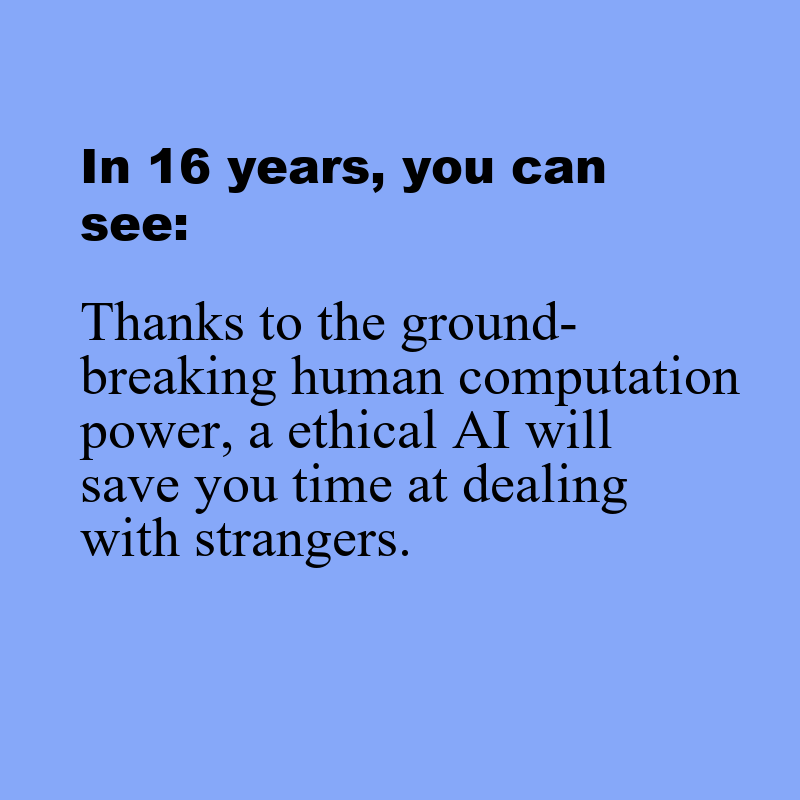 In 16 years, you can
see:
Thanks to the ground-
breaking human computation
power, a ethical AI will
save you time at dealing
with strangers.